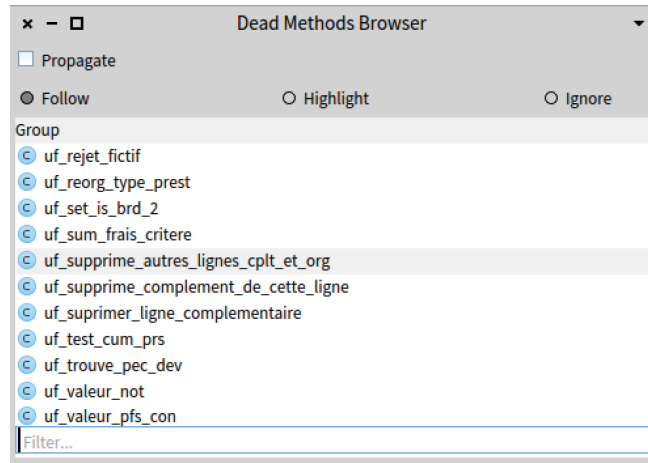 Dead Methods Browser
Propagate
Follow Highlight Ignore
Group
C uf_rejet_fictif
C uf_reorg_type_prest
C uf_set_is_brd_2
C uf_sum_frais_critere
C uf_supprime_autres_lignes_cplt_et_org
C uf_supprime_complement_de_cette_ligne
C uf_suprimer_ligne_complementaire
C uf_test_cum_prs
C uf_trouve_pec_dev
C uf_valeur_not
C uf_valeur_pfs_con
Filter...